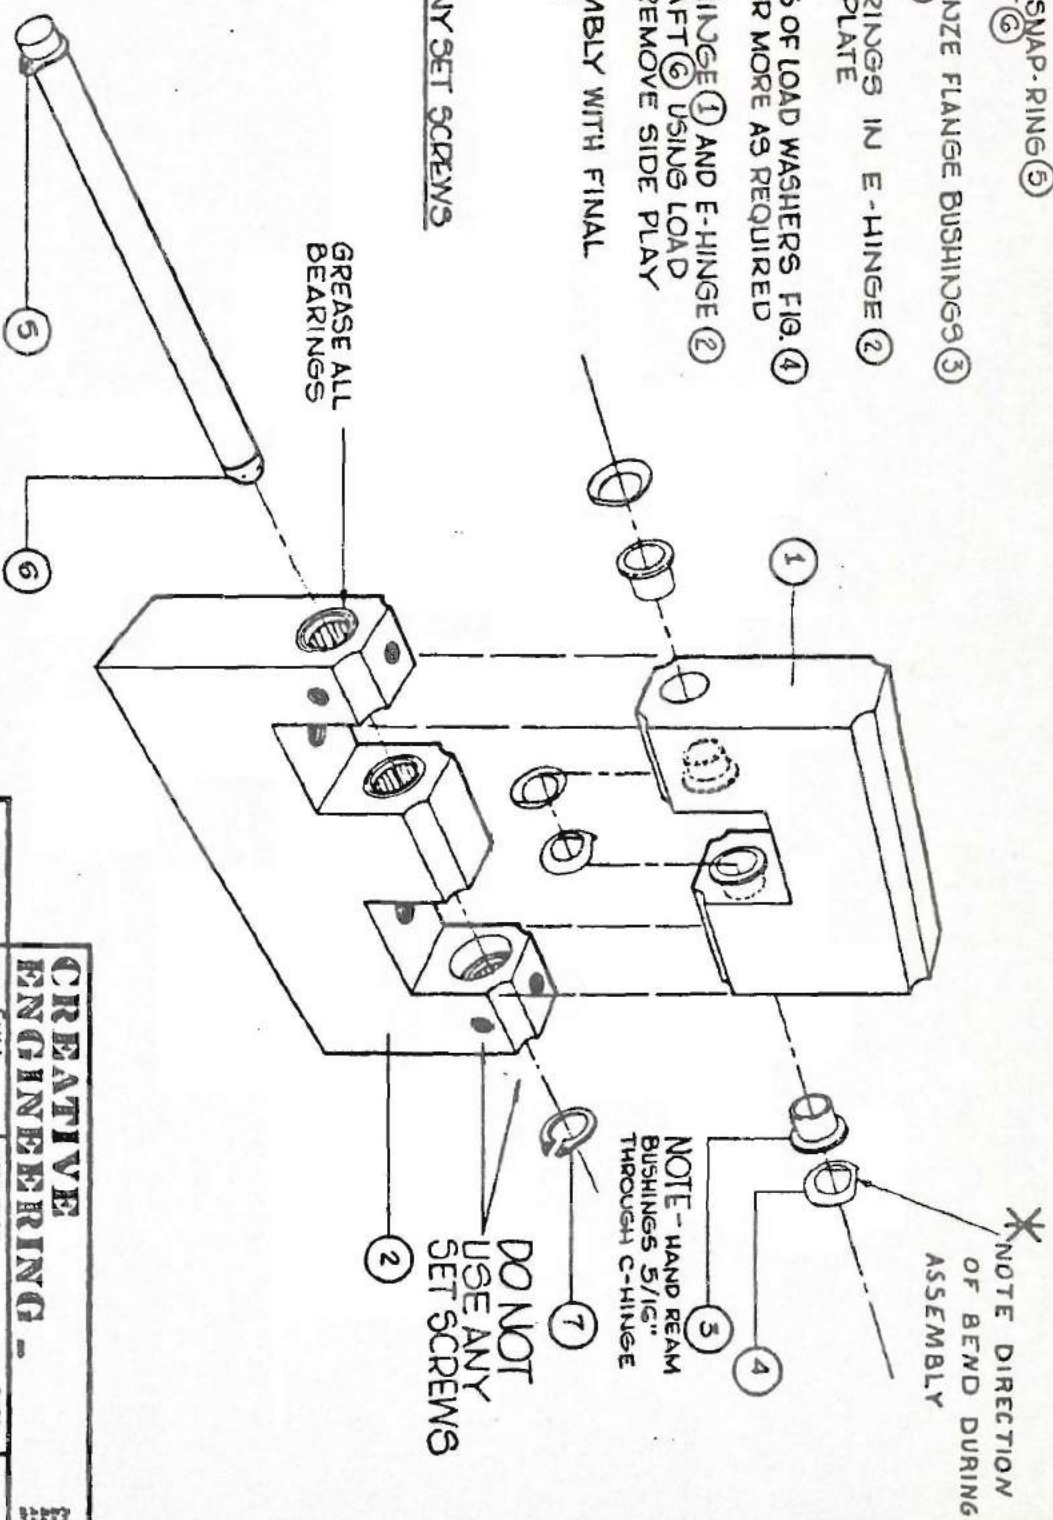 SNAP-RING ⑤
⑥
NZE FLANGE BUSHINGS ③
RINGS IN E-HINGE ②
PLATE
OF LOAD WASHERS FIG. ④
R MORE AS REQUIRED
INGE ① AND E-HINGE ②
AFT ⑥ USING LOAD
REMOVE SIDE PLAY
MBLY WITH FINAL
NY SET SCREWS
GREASE ALL
BEARINGS
⑤
⑥
①
* NOTE DIRECTION
OF BEND DURING
ASSEMBLY
NOTE - HAND REAM
BUSHINGS 5/16"
THROUGH C-HINGE
③
④
⑦
DO NOT
USE ANY
SET SCREWS
②
CREATIVE
ENGINEERING -